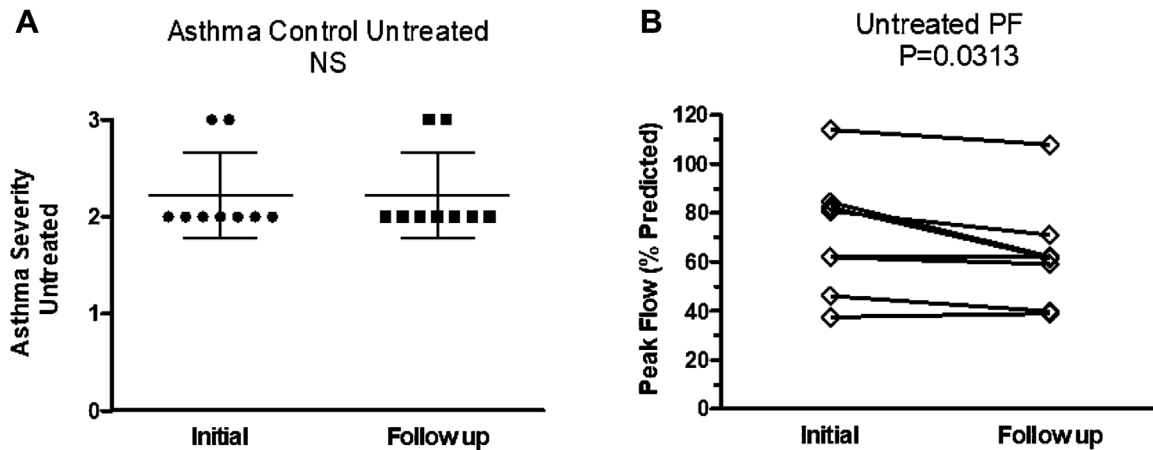 A
Asthma Control Untreated
NS
Asthma Severity
Untreated
3
2
1
0
Initial
Follow up
B
Untreated PF
P=0.0313
Peak Flow (% Predicted)
120
100
80
60
40
20
0
Initial
Follow up